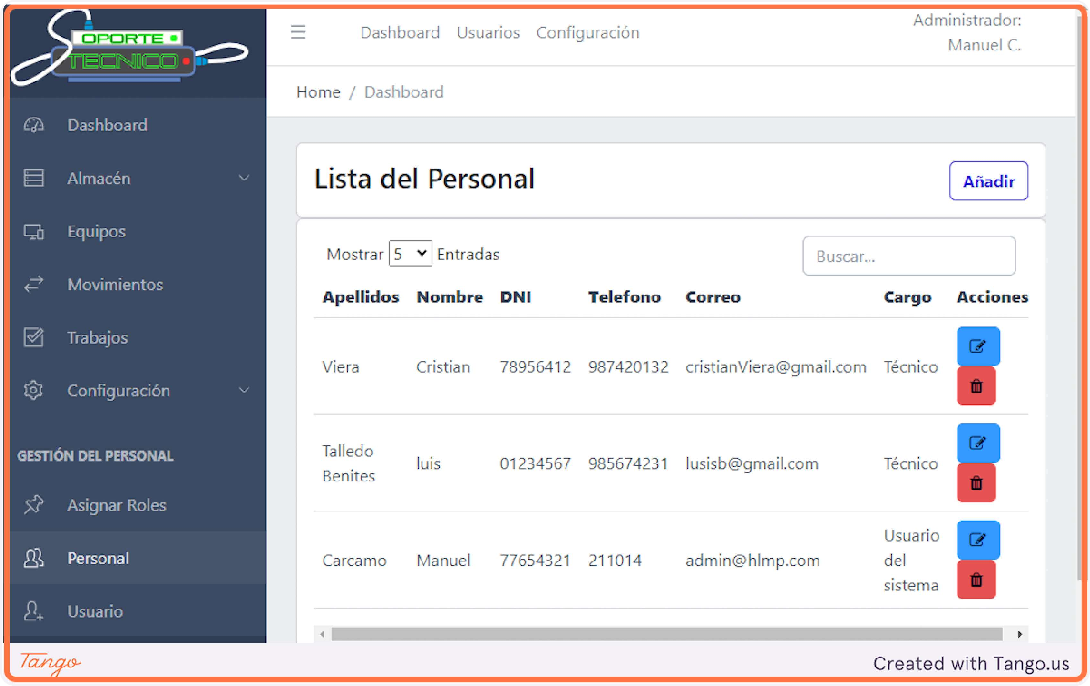 OPORTE
TECNICO
Dashboard Usuarios Configuración
Administrador:
Manuel C.
Home / Dashboard
Dashboard
Almacén
Equipos
Movimientos
Trabajos
Configuración
GESTIÓN DEL PERSONAL
Asignar Roles
Personal
Usuario
Lista del Personal
Añadir
Mostrar 5 Entradas
Buscar...
Apellidos Nombre DNI Telefono Correo Cargo Acciones
Viera Cristian 78956412 987420132 cristianViera@gmail.com Técnico
Talledo
Benites
luis 01234567 985674231 lusisb@gmail.com Técnico
Carcamo Manuel 77654321 211014 admin@hlmp.com
Usuario
del
sistema
Tango
Created with Tango.us